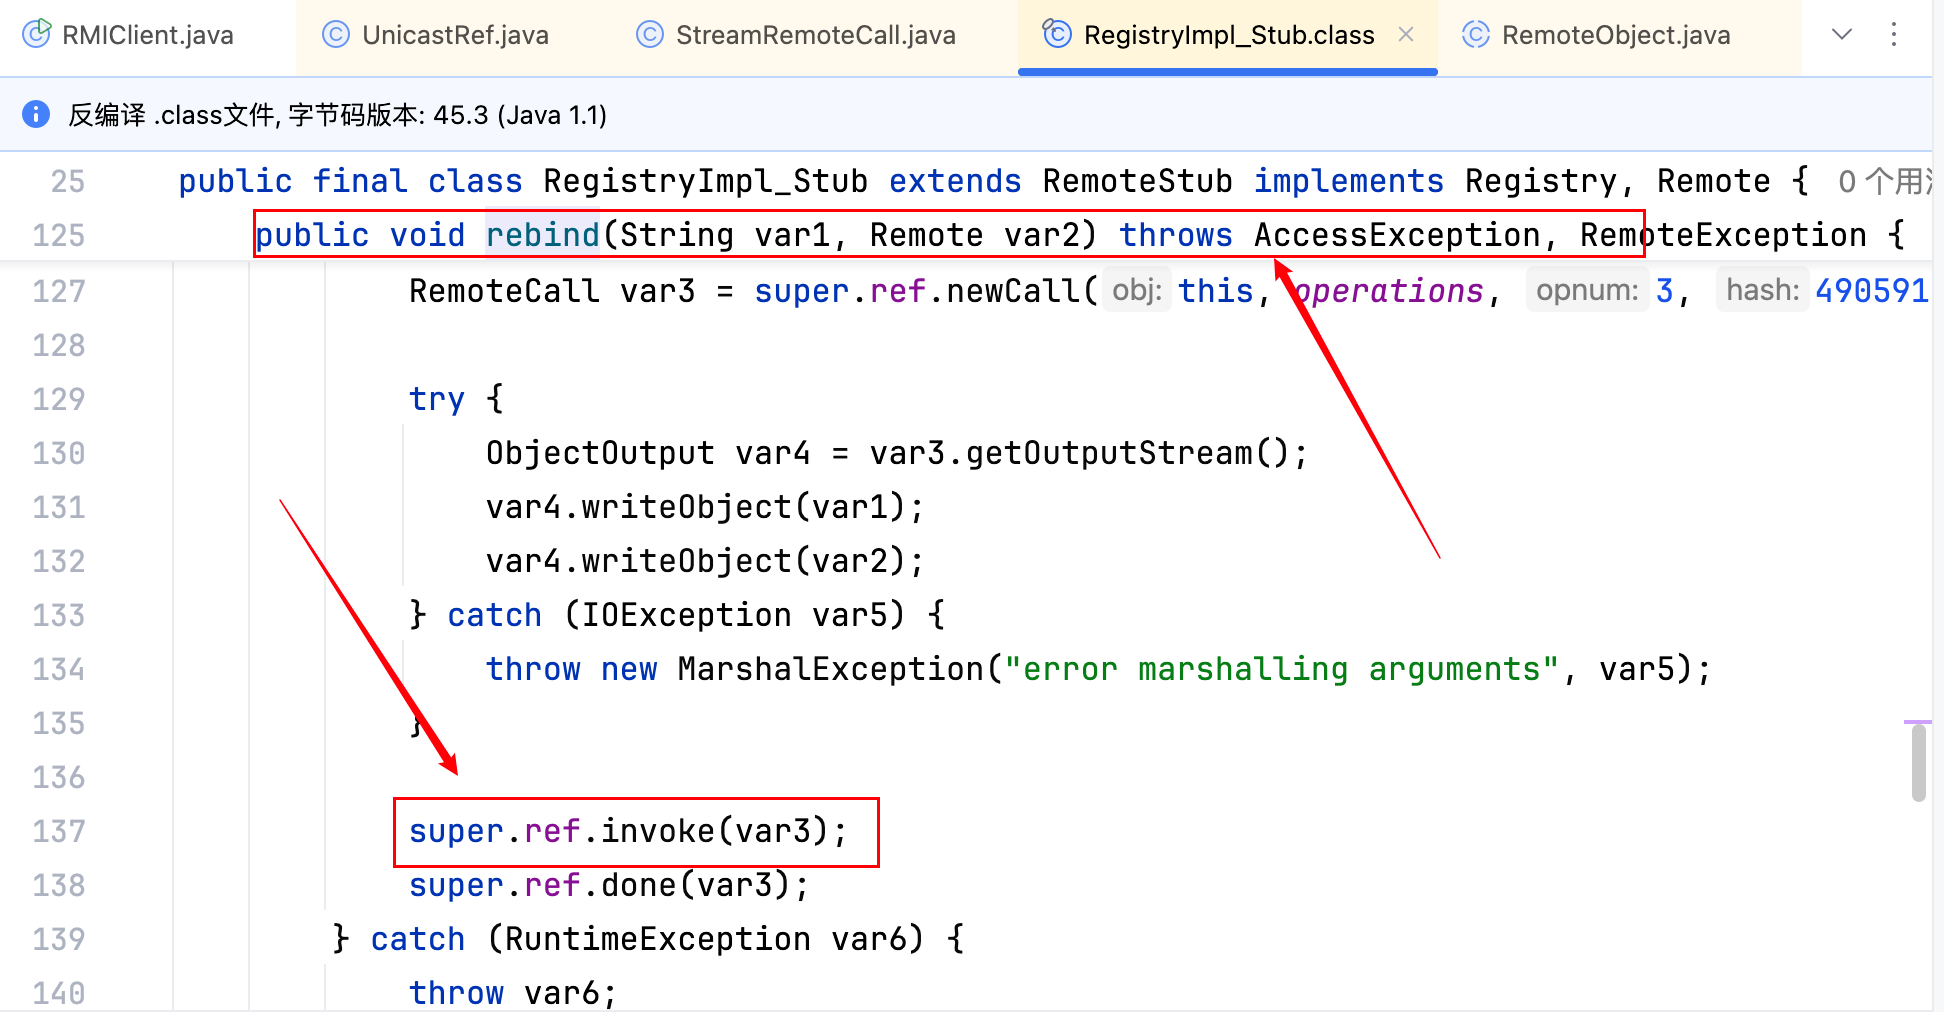 RMIClient.java UnicastRef.java StreamRemoteCall.java RegistryImpl_Stub.class RemoteObject.java
反编译 .class文件, 字节码版本: 45.3 (Java 1.1)
25 public final class RegistryImpl_Stub extends RemoteStub implements Registry, Remote { 0 个用
125 public void rebind(String var1, Remote var2) throws AccessException, RemoteException {
127 RemoteCall var3 = super.ref.newCall( obj: this, operations, opnum: 3, hash: 490591
128
129 try {
130 ObjectOutput var4 = var3.getOutputStream();
131 var4.writeObject(var1);
132 var4.writeObject(var2);
133 } catch (IOException var5) {
134 throw new MarshalException("error marshalling arguments", var5);
135 }
136
137 super.ref.invoke(var3);
138 super.ref.done(var3);
139 } catch (RuntimeException var6) {
140 throw var6;